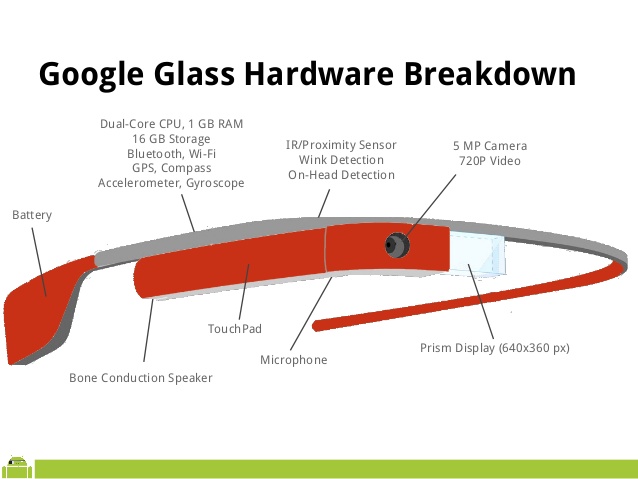 Google Glass Hardware Breakdown
Dual-Core CPU, 1 GB RAM
16 GB Storage
Bluetooth, Wi-Fi
GPS, Compass
Accelerometer, Gyroscope
IR/Proximity Sensor
Wink Detection
On-Head Detection
5 MP Camera
720P Video
Battery
TouchPad
Microphone
Prism Display (640x360 px)
Bone Conduction Speaker